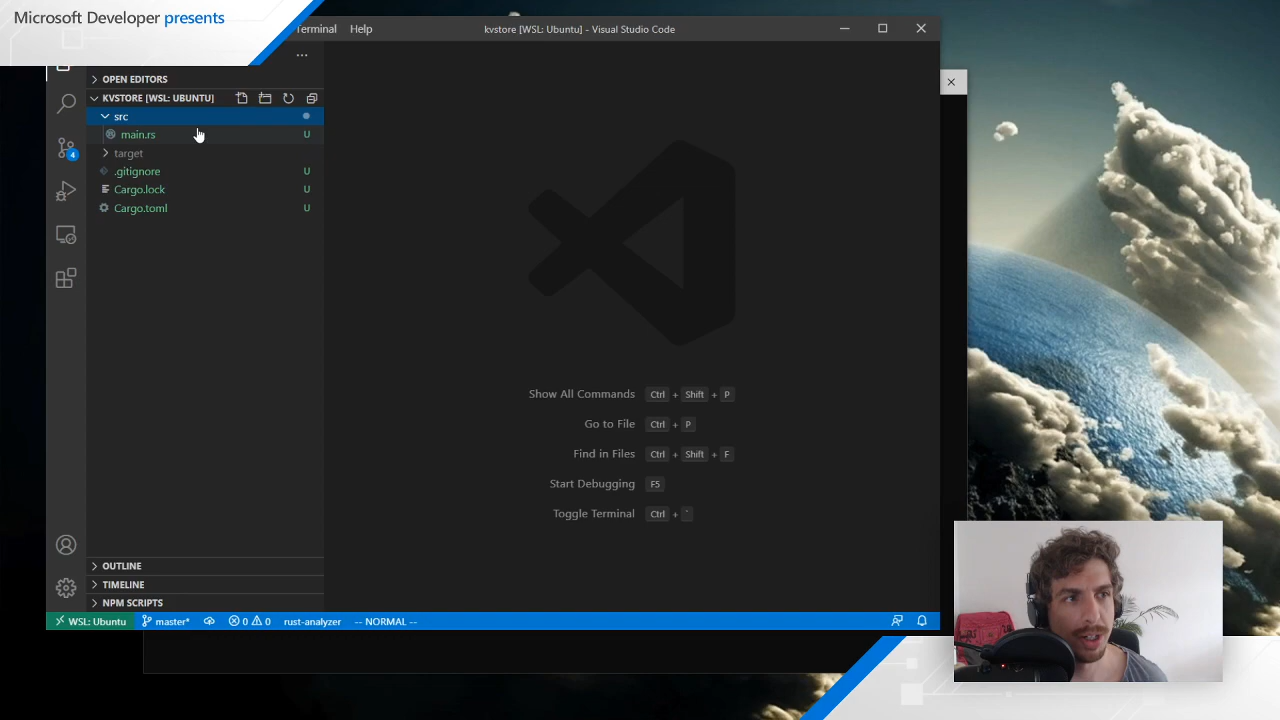 Microsoft Developer presents
Terminal Help kvstore [WSL: Ubuntu] - Visual Studio Code
OPEN EDITORS
KVSTORE [WSL: UBUNTU]
src
main.rs U
target
.gitignore U
Cargo.lock U
Cargo.toml U
4
Show All Commands Ctrl + Shift + P
Go to File Ctrl + P
Find in Files Ctrl + Shift + F
Start Debugging F5
Toggle Terminal Ctrl + `
OUTLINE
TIMELINE
NPM SCRIPTS
WSL: Ubuntu master* 0 0 rust-analyzer -- NORMAL --